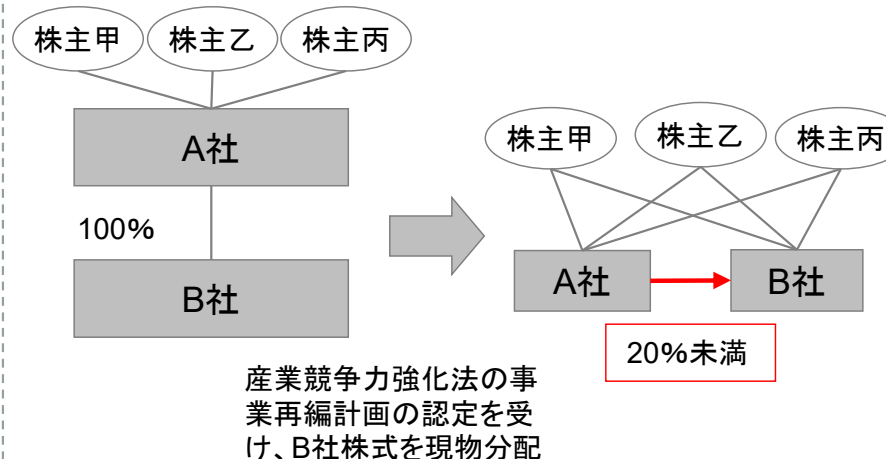 株主甲
株主乙
株主丙
A社
100%
B社
株主甲
株主乙
株主丙
A社
B社
20%未満
産業競争力強化法の事
業再編計画の認定を受
け、B社株式を現物分配